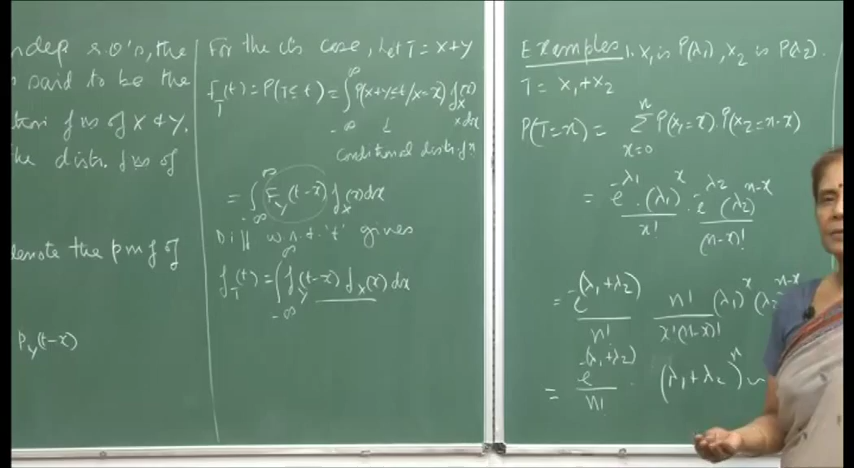 indep r.v's, the
said to be the
fns of X & Y.
the distr. fns of
denote the pmf of
P_Y(t-x)
For the cts case, Let T = X+Y
F_T(t) = P(T≤t) = ∫_{-∞}^{∞} P(X+Y≤t/X=x) f_X(x) dx
conditional distr. fn
= ∫_{-∞}^{∞} F_Y(t-x) f_X(x) dx
Diff w.r.t. 't' gives
f_T(t) = ∫_{-∞}^{∞} f_Y(t-x) f_X(x) dx
Examples 1. X_1 is P(λ_1), X_2 is P(λ_2).
T = X_1 + X_2
P(T=n) = Σ_{x=0}^{n} P(X_1=x) . P(X_2=n-x)
= e^{-λ_1} . (λ_1)^x / x! . e^{-λ_2} (λ_2)^{n-x} / (n-x)!
= e^{-(λ_1+λ_2)} / n! n! / x!(n-x)! (λ_1)^x (λ_2)^{n-x}
= e^{-(λ_1+λ_2)} / n! . (λ_1+λ_2)^n ~